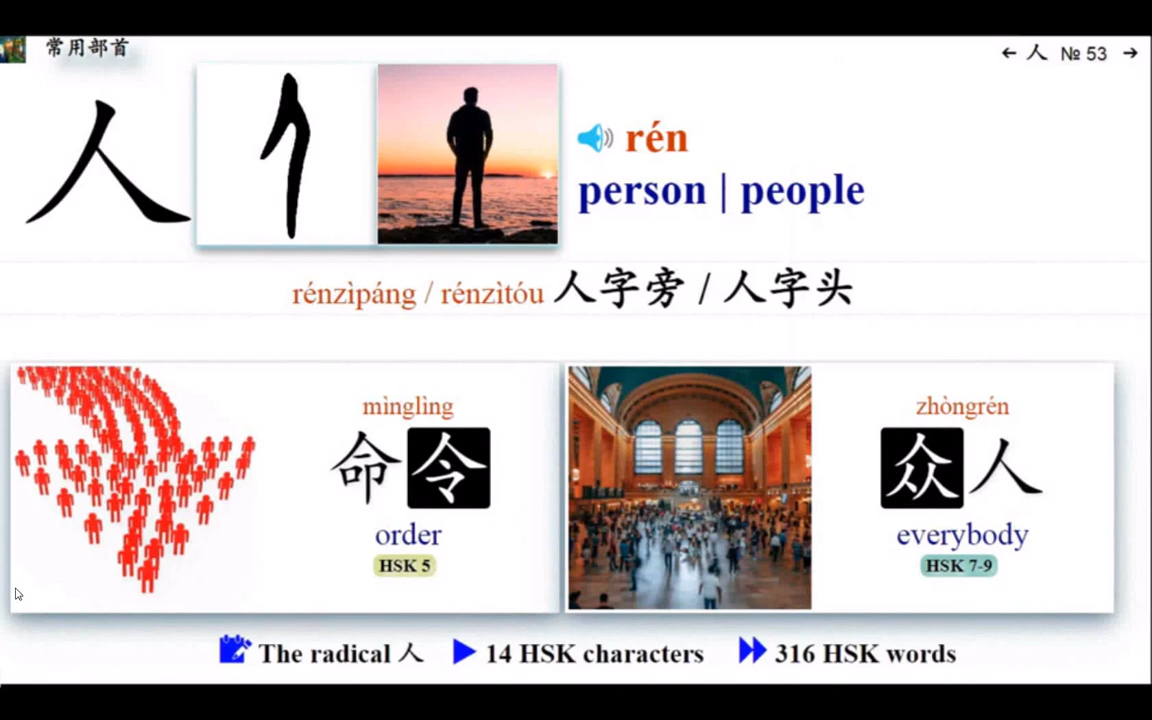 常用部首
← 人 № 53 →
人
rén
person | people
rénzìpáng / rénzìtóu 人字旁 / 人字头
mìnglìng
命令
order
HSK 5
zhòngrén
众人
everybody
HSK 7-9
The radical 人
14 HSK characters
316 HSK words